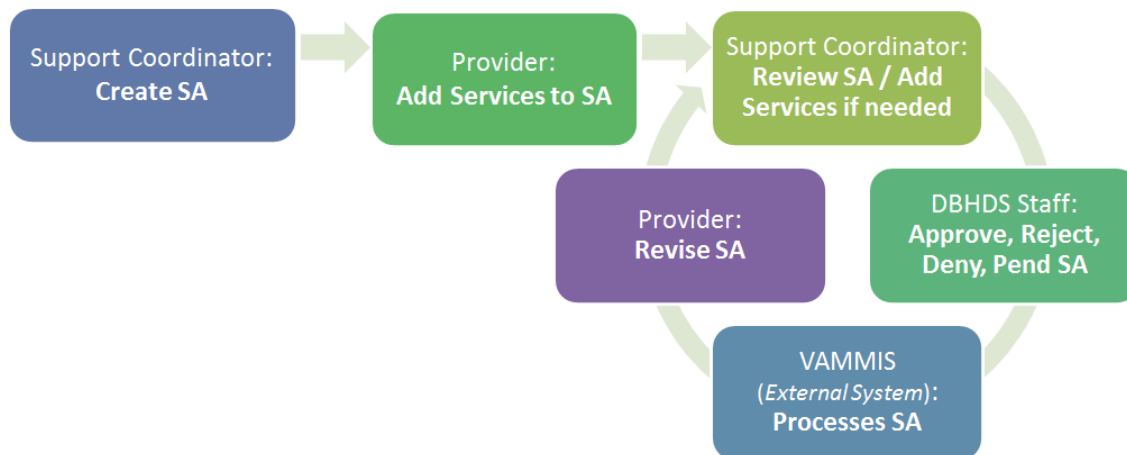 Support Coordinator:
Create SA
Provider:
Add Services to SA
Support Coordinator:
Review SA / Add
Services if needed
DBHDS Staff:
Approve, Reject,
Deny, Pend SA
VAMMIS
(External System):
Processes SA
Provider:
Revise SA